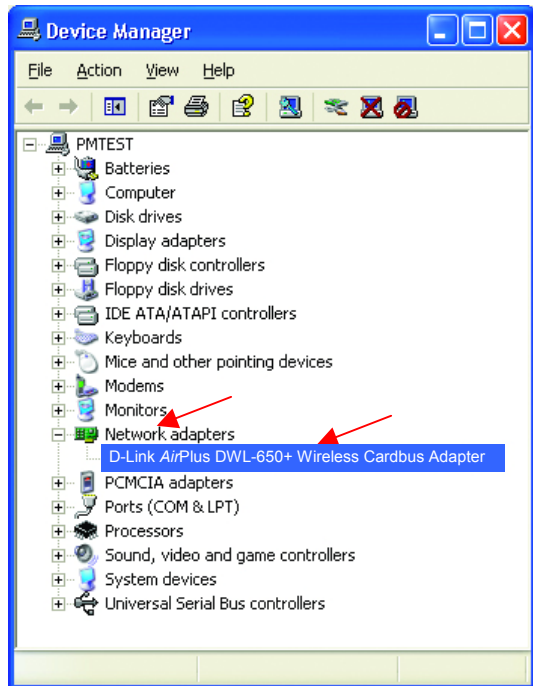 Device Manager
File Action View Help
PMTEST
Batteries
Computer
Disk drives
Display adapters
Floppy disk controllers
Floppy disk drives
IDE ATA/ATAPI controllers
Keyboards
Mice and other pointing devices
Modems
Monitors
Network adapters
D-Link AirPlus DWL-650+ Wireless Cardbus Adapter
PCMCIA adapters
Ports (COM & LPT)
Processors
Sound, video and game controllers
System devices
Universal Serial Bus controllers